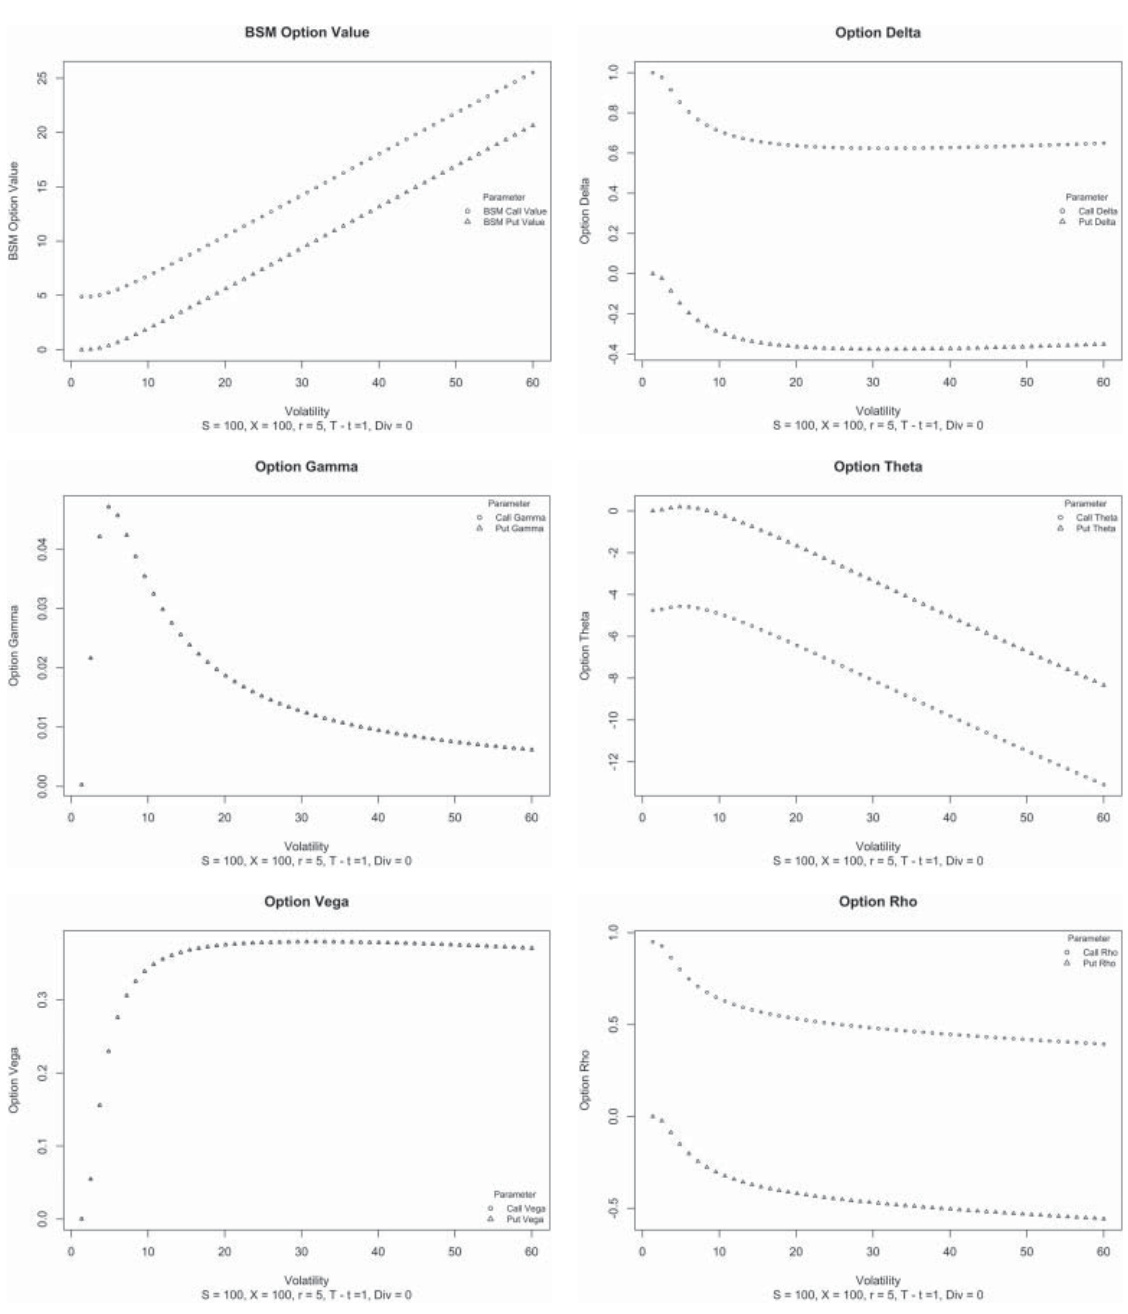 BSM Option Value
BSM Option Value
25
20
15
10
5
0
Parameter
BSM Call Value
BSM Put Value
0 10 20 30 40 50 60
Volatility
S = 100, X = 100, r = 5, T - t =1, Div = 0
Option Delta
Option Delta
1.0
0.8
0.6
0.4
0.2
0.0
-0.2
-0.4
Parameter
Call Delta
Put Delta
0 10 20 30 40 50 60
Volatility
S = 100, X = 100, r = 5, T - t =1, Div = 0
Option Gamma
Option Gamma
0.04
0.03
0.02
0.01
0.00
Parameter
Call Gamma
Put Gamma
0 10 20 30 40 50 60
Volatility
S = 100, X = 100, r = 5, T - t =1, Div = 0
Option Theta
Option Theta
0
-2
-4
-6
-8
-10
-12
Parameter
Call Theta
Put Theta
0 10 20 30 40 50 60
Volatility
S = 100, X = 100, r = 5, T - t =1, Div = 0
Option Vega
Option Vega
0.3
0.2
0.1
0.0
Parameter
Call Vega
Put Vega
0 10 20 30 40 50 60
Volatility
S = 100, X = 100, r = 5, T - t =1, Div = 0
Option Rho
Option Rho
1.0
0.5
0.0
-0.5
Parameter
Call Rho
Put Rho
0 10 20 30 40 50 60
Volatility
S = 100, X = 100, r = 5, T - t =1, Div = 0